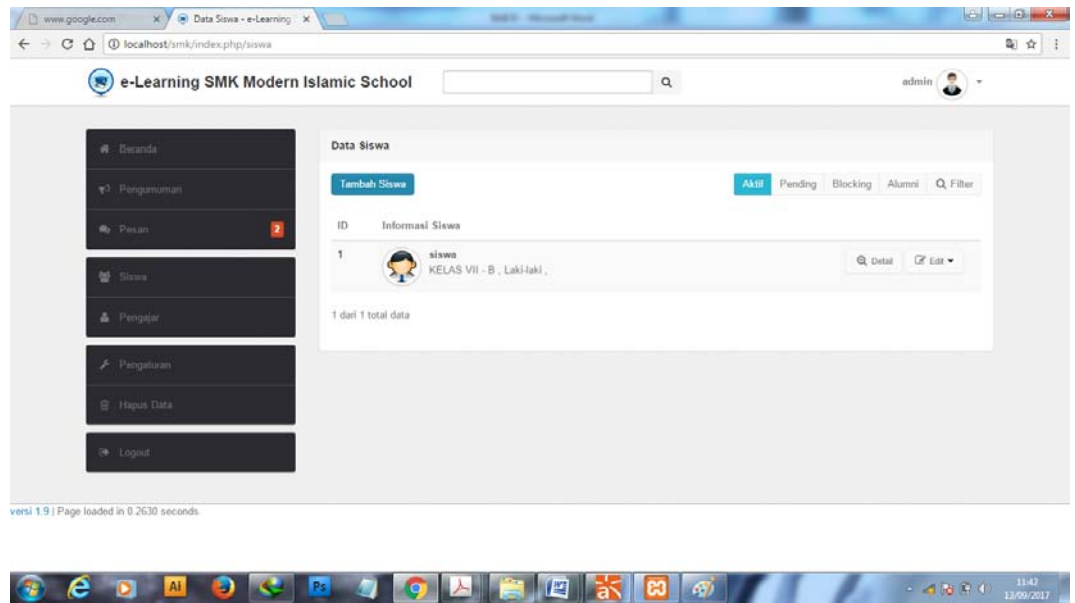 www.google.com
Data Siswa - e-Learning
localhost/smk/index.php/siswa
e-Learning SMK Modern Islamic School
admin
Beranda
Pengumuman
Pesan 2
Siswa
Pengajar
Pengaturan
Hapus Data
Logout
Data Siswa
Tambah Siswa
Aktif Pending Blocking Alumni Filter
ID Informasi Siswa
1 siswa
KELAS VII - B , Laki-laki ,
Detail Edit
1 dari 1 total data
versi 1.9 | Page loaded in 0.2630 seconds.
Ai Ps
11:42
13/09/2017